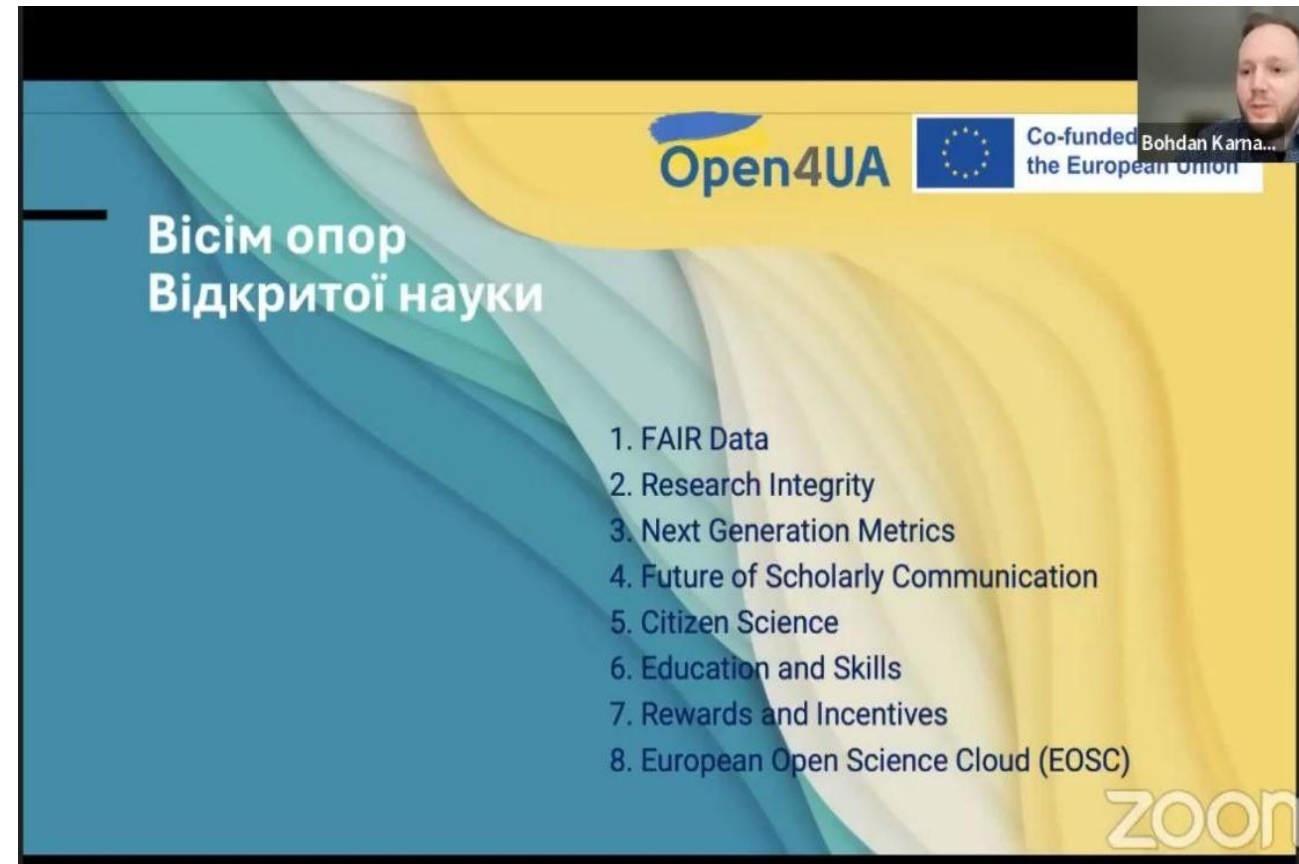 Open4UA
Co-funded
the European Union
Bohdan Karna...
Вісім опор
Відкритої науки
1. FAIR Data
2. Research Integrity
3. Next Generation Metrics
4. Future of Scholarly Communication
5. Citizen Science
6. Education and Skills
7. Rewards and Incentives
8. European Open Science Cloud (EOSC)
zoom